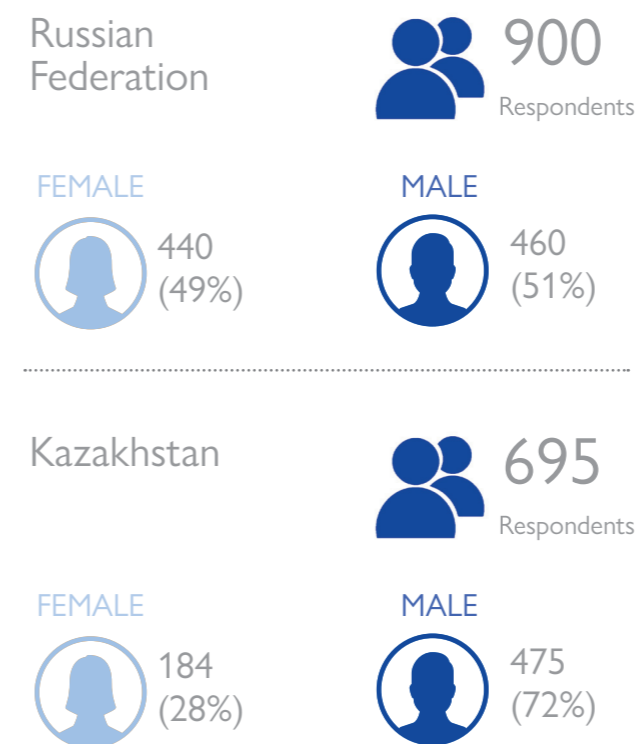 Russian
Federation
900
Respondents
FEMALE
440
(49%)
MALE
460
(51%)
Kazakhstan
695
Respondents
FEMALE
184
(28%)
MALE
475
(72%)